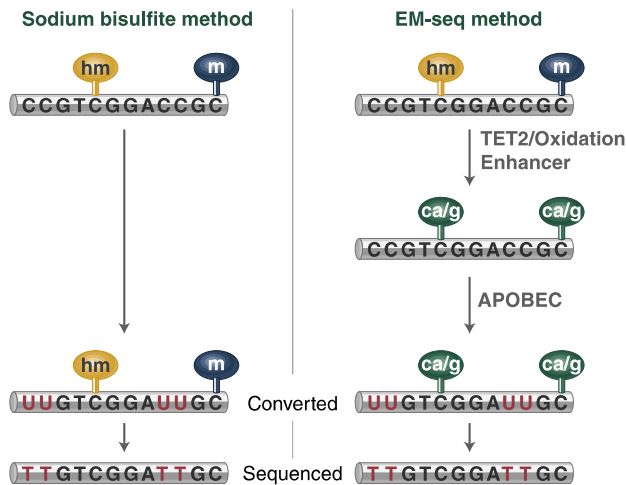 Sodium bisulfite method
hm
m
CCGTCGGACCGC
hm
m
UUGTCGGAUUGC
Converted
TTGTCGGATTGC
Sequenced
EM-seq method
hm
m
CCGTCGGACCGC
TET2/Oxidation
Enhancer
ca/g
ca/g
CCGTCGGACCGC
APOBEC
ca/g
ca/g
UUGTCGGAUUGC
TTGTCGGATTGC